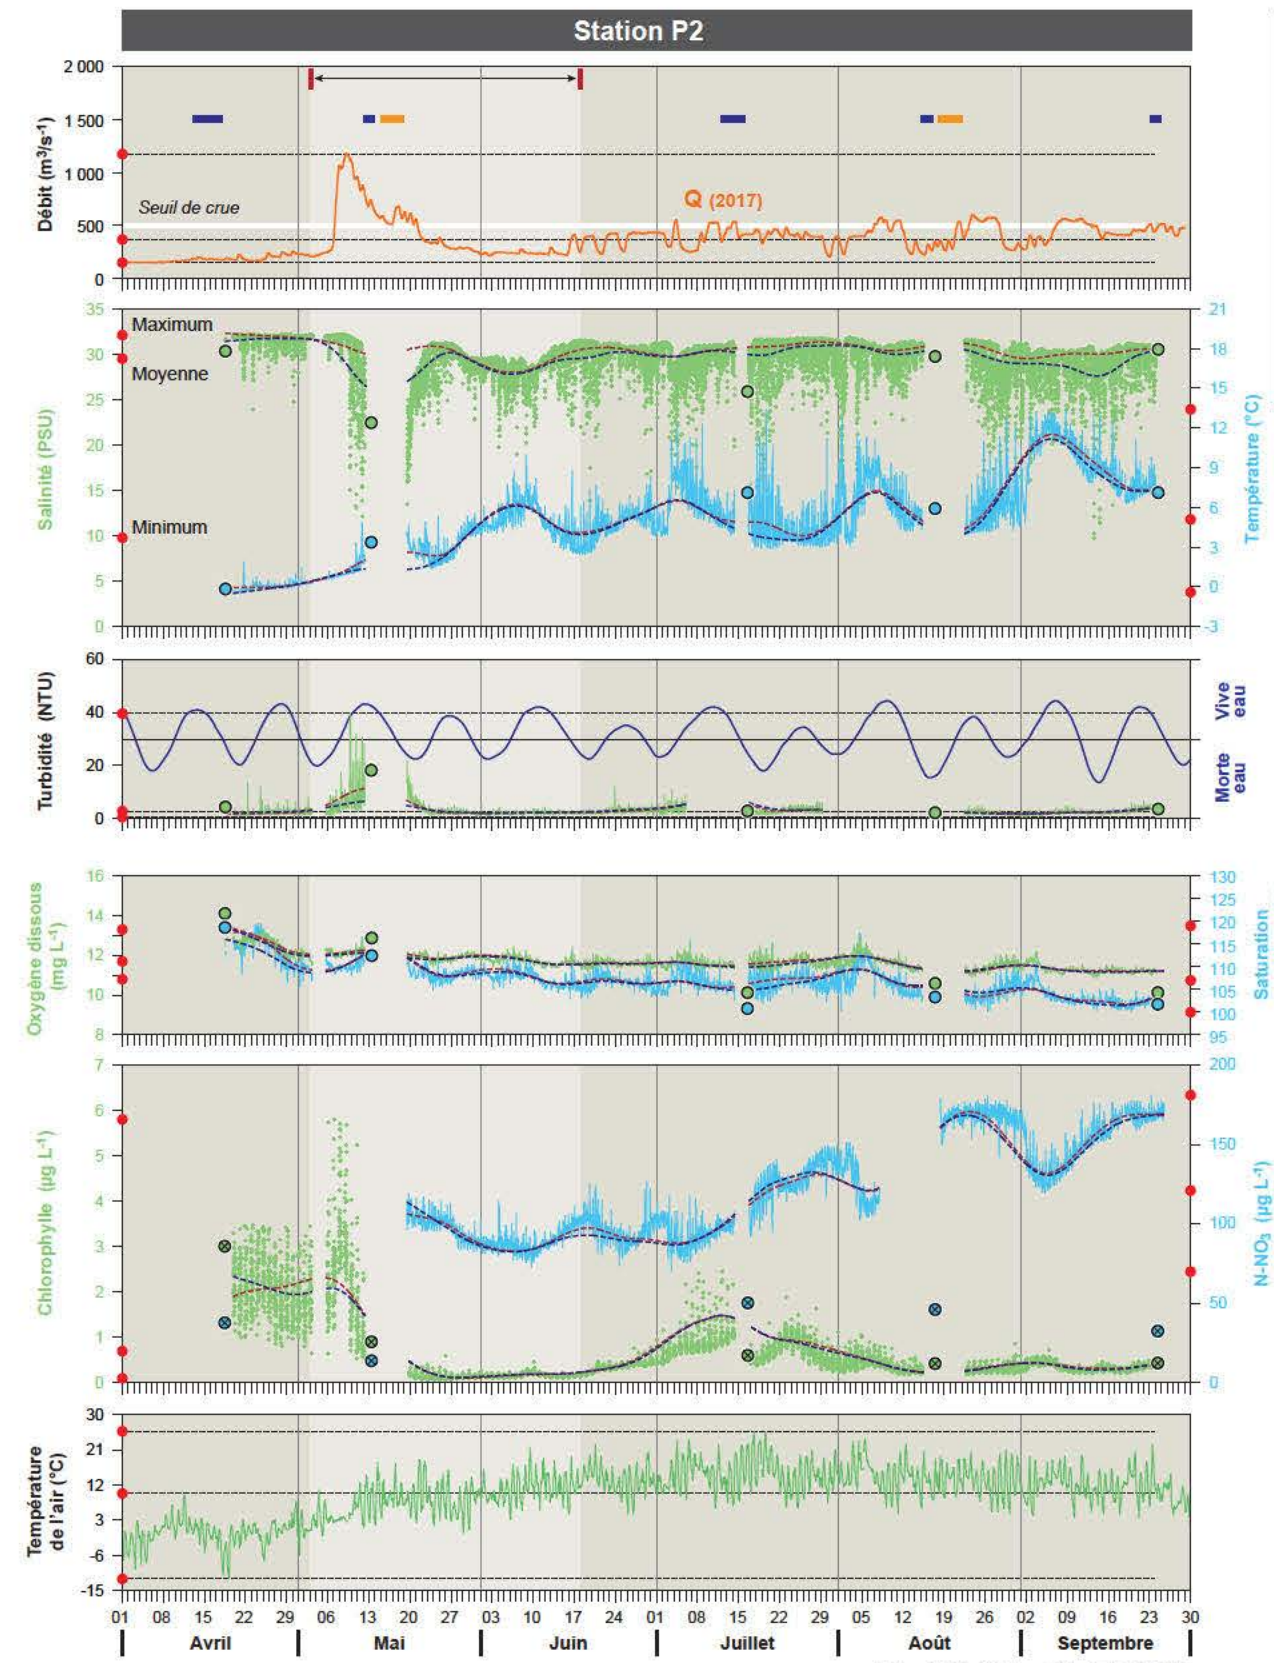 Station P2
Débit (m³/s⁻¹)
2 000
1 500
1 000
500
0
Seuil de crue
Q (2017)
Salinité (PSU)
35
30
25
20
15
10
5
0
Maximum
Moyenne
Minimum
21
18
15
12
9
6
3
0
-3
Température (°C)
Turbidité (NTU)
60
40
20
0
Vive eau
Morte eau
Oxygène dissous
(mg L⁻¹)
16
14
12
10
8
130
125
120
115
110
105
100
95
Saturation
Chlorophylle (µg L⁻¹)
7
6
5
4
3
2
1
0
200
150
100
50
0
N-NO₃ (µg L⁻¹)
Température
de l'air (°C)
30
21
12
3
-6
-15
01 08 15 22 29 06 13 20 27 03 10 17 24 01 08 15 22 29 05 12 19 26 02 09 16 23 30
Avril Mai Juin Juillet Août Septembre